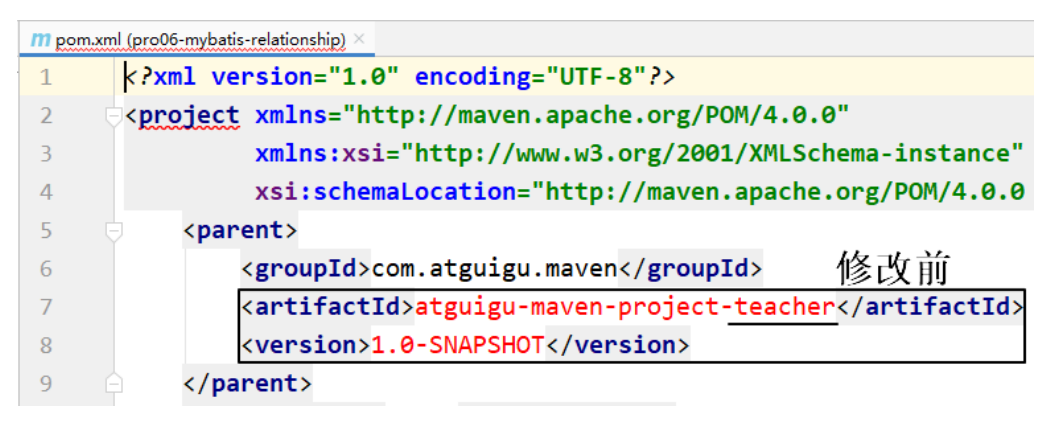 m pom.xml (pro06-mybatis-relationship) ×
1 <?xml version="1.0" encoding="UTF-8"?>
2 <project xmlns="http://maven.apache.org/POM/4.0.0"
3 xmlns:xsi="http://www.w3.org/2001/XMLSchema-instance"
4 xsi:schemaLocation="http://maven.apache.org/POM/4.0.0
5 <parent>
6 <groupId>com.atguigu.maven</groupId> 修改前
7 <artifactId>atguigu-maven-project-teacher</artifactId>
8 <version>1.0-SNAPSHOT</version>
9 </parent>